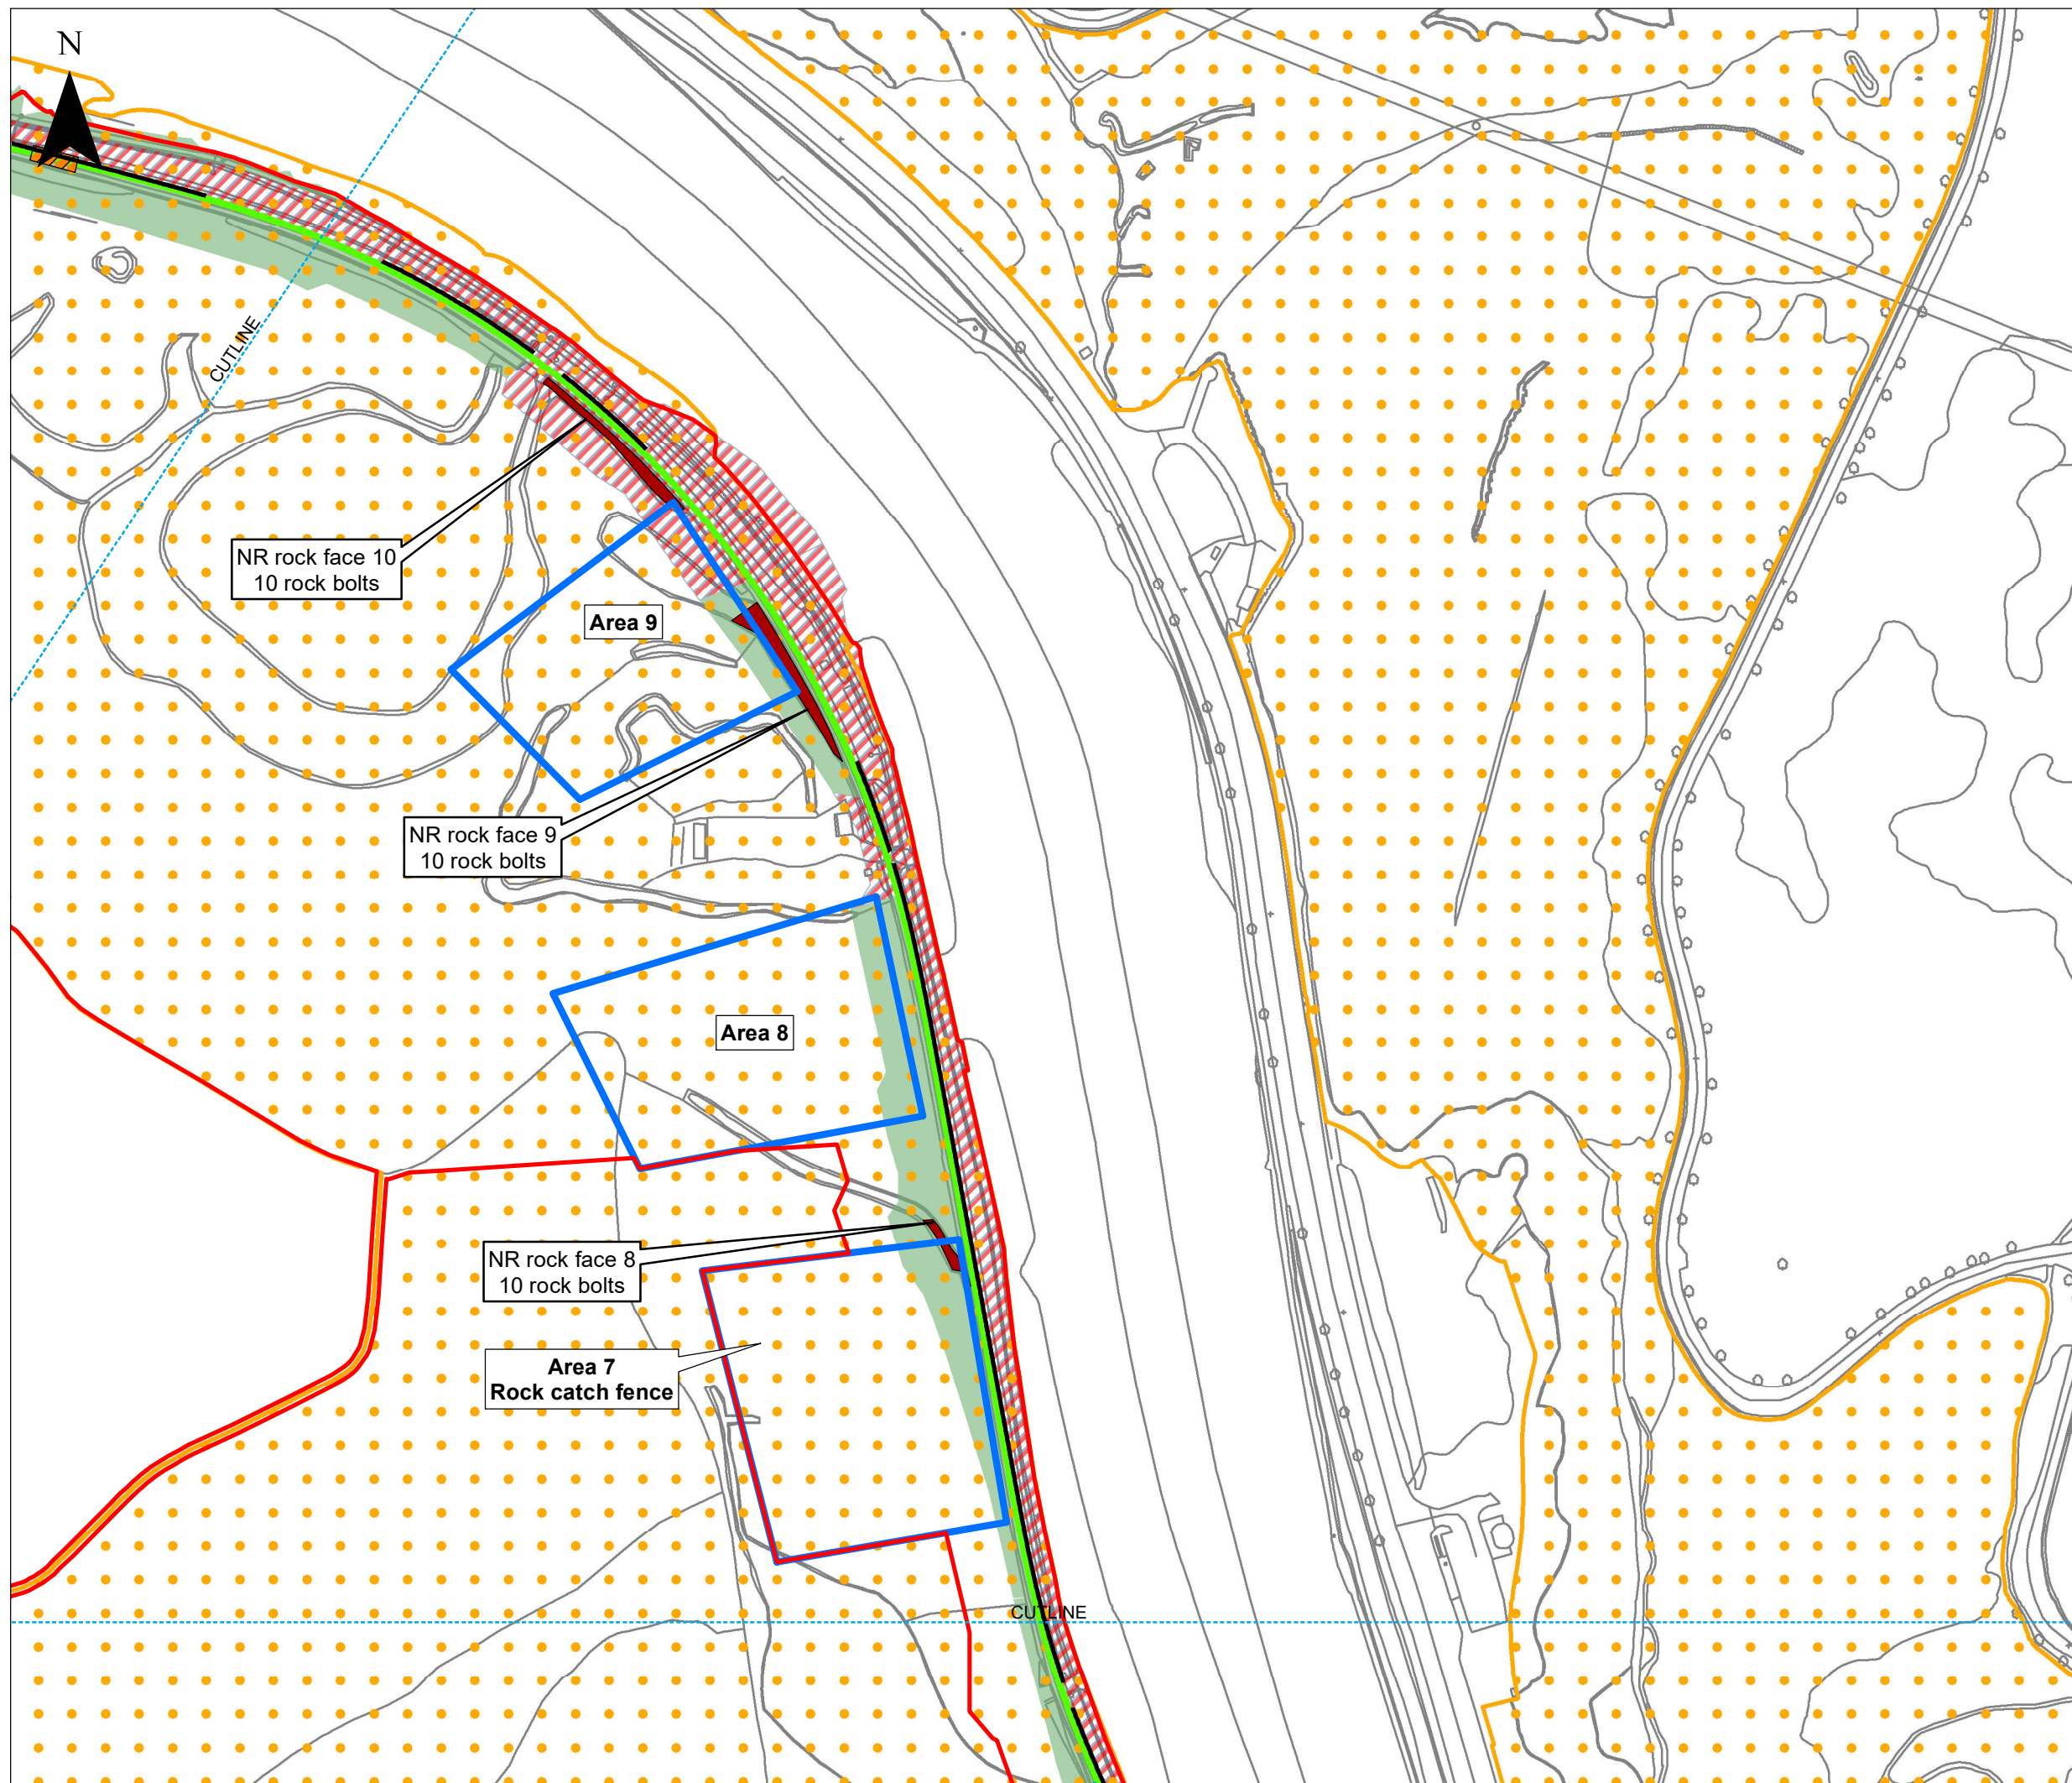 N
CUTLINE
NR rock face 10
10 rock bolts
Area 9
NR rock face 9
10 rock bolts
Area 8
NR rock face 8
10 rock bolts
Area 7
Rock catch fence
CUTLINE